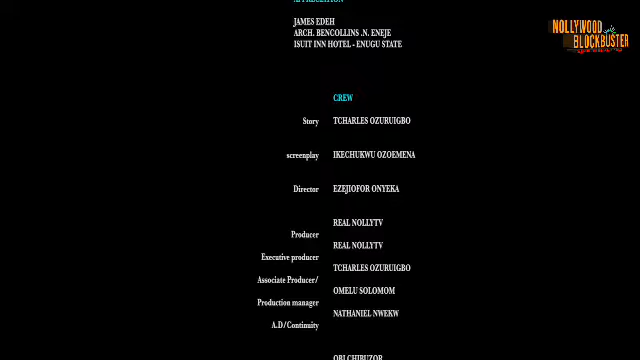 JAMES EDEH
ARCH. BENCOLLINS .N. ENEJE
ISUIT INN HOTEL - ENUGU STATE
NOLLYWOOD
BLOCKBUSTER
CREW
Story TCHARLES OZURUIGBO
screenplay IKECHUKWU OZOEMENA
Director EZEJIOFOR ONYEKA
REAL NOLLYTV
Producer
REAL NOLLYTV
Executive producer
TCHARLES OZURUIGBO
Associate Producer/
OMELU SOLOMOM
Production manager
NATHANIEL NWEKW
A.D/Continuity
OBI CHIBUZOR